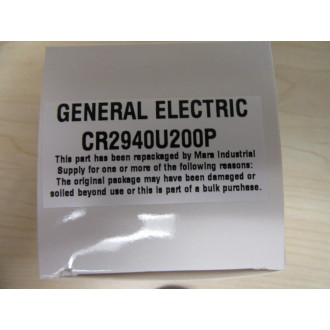 GENERAL ELECTRIC
CR2940U200P
This part has been repackaged by Mara Industrial
Supply for one or more of the following reasons:
The original package may have been damaged or
soiled beyond use or this is part of a bulk purchase.